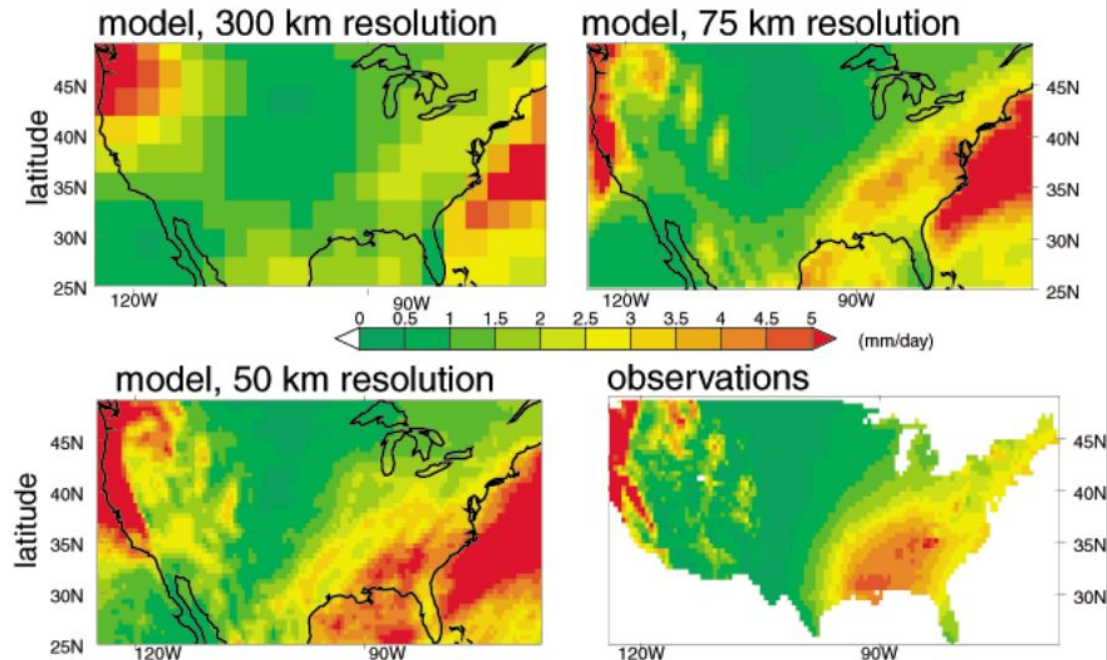 model, 300 km resolution
model, 75 km resolution
90W
latitude
45N
40N
35N
30N
25N
120W
90W
45N
40N
35N
30N
25N
120W
90W
0 0.5 1 1.5 2 2.5 3 3.5 4 4.5 5
(mm/day)
model, 50 km resolution
observations
latitude
45N
40N
35N
30N
25N
120W
90W
45N
40N
35N
30N
120W
90W